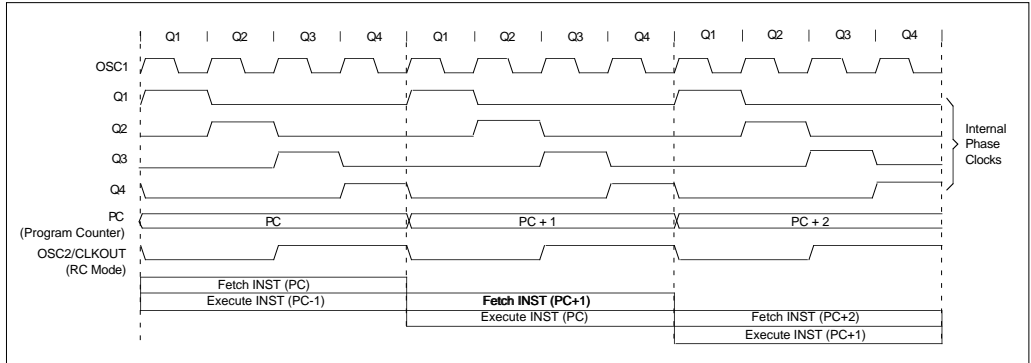 Q1 | Q2 | Q3 | Q4 | Q1 | Q2 | Q3 | Q4 | Q1 | Q2 | Q3 | Q4 |
OSC1
Q1
Q2
Q3
Q4
Internal
Phase
Clocks
PC
(Program Counter)
PC
PC + 1
PC + 2
OSC2/CLKOUT
(RC Mode)
Fetch INST (PC)
Execute INST (PC-1)
Fetch INST (PC+1)
Execute INST (PC)
Fetch INST (PC+2)
Execute INST (PC+1)